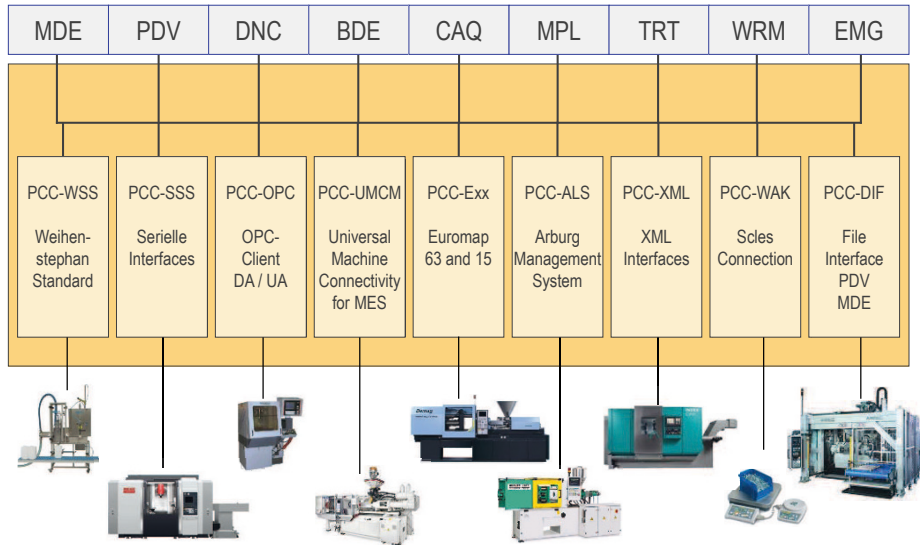 MDE
PDV
DNC
BDE
CAQ
MPL
TRT
WRM
EMG
PCC-WSS
Weihen-
stephan
Standard
PCC-SSS
Serielle
Interfaces
PCC-OPC
OPC-
Client
DA / UA
PCC-UMCM
Universal
Machine
Connectivity
for MES
PCC-Exx
Euromap
63 and 15
PCC-ALS
Arburg
Management
System
PCC-XML
XML
Interfaces
PCC-WAK
Scles
Connection
PCC-DIF
File
Interface
PDV
MDE
Demag